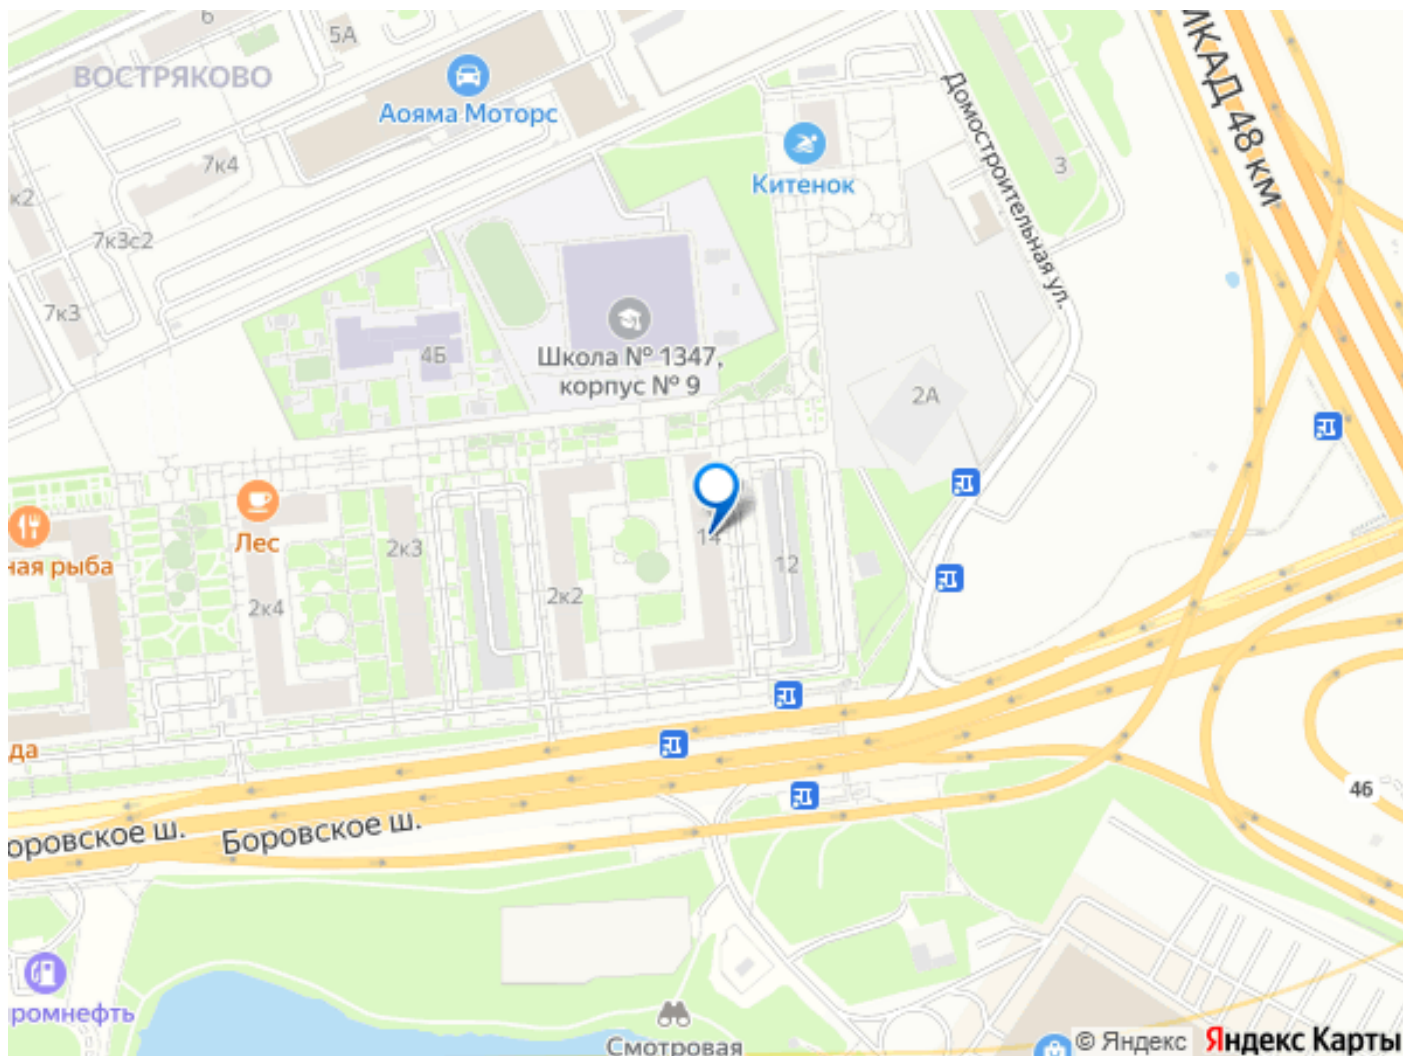 6
5А
ВОСТРЯКОВО
Аояма Моторс
МКАД 48 км
Домостроительная ул.
7к4
3
Китенок
к2
7к3с2
7к3
4Б
Школа № 1347,
корпус № 9
2А
Лес
ная рыба
2к3
14
12
2к4
2к2
да
оровское ш.
Боровское ш.
46
ромнефть
Смотровая
© Яндекс
Яндекс Карты